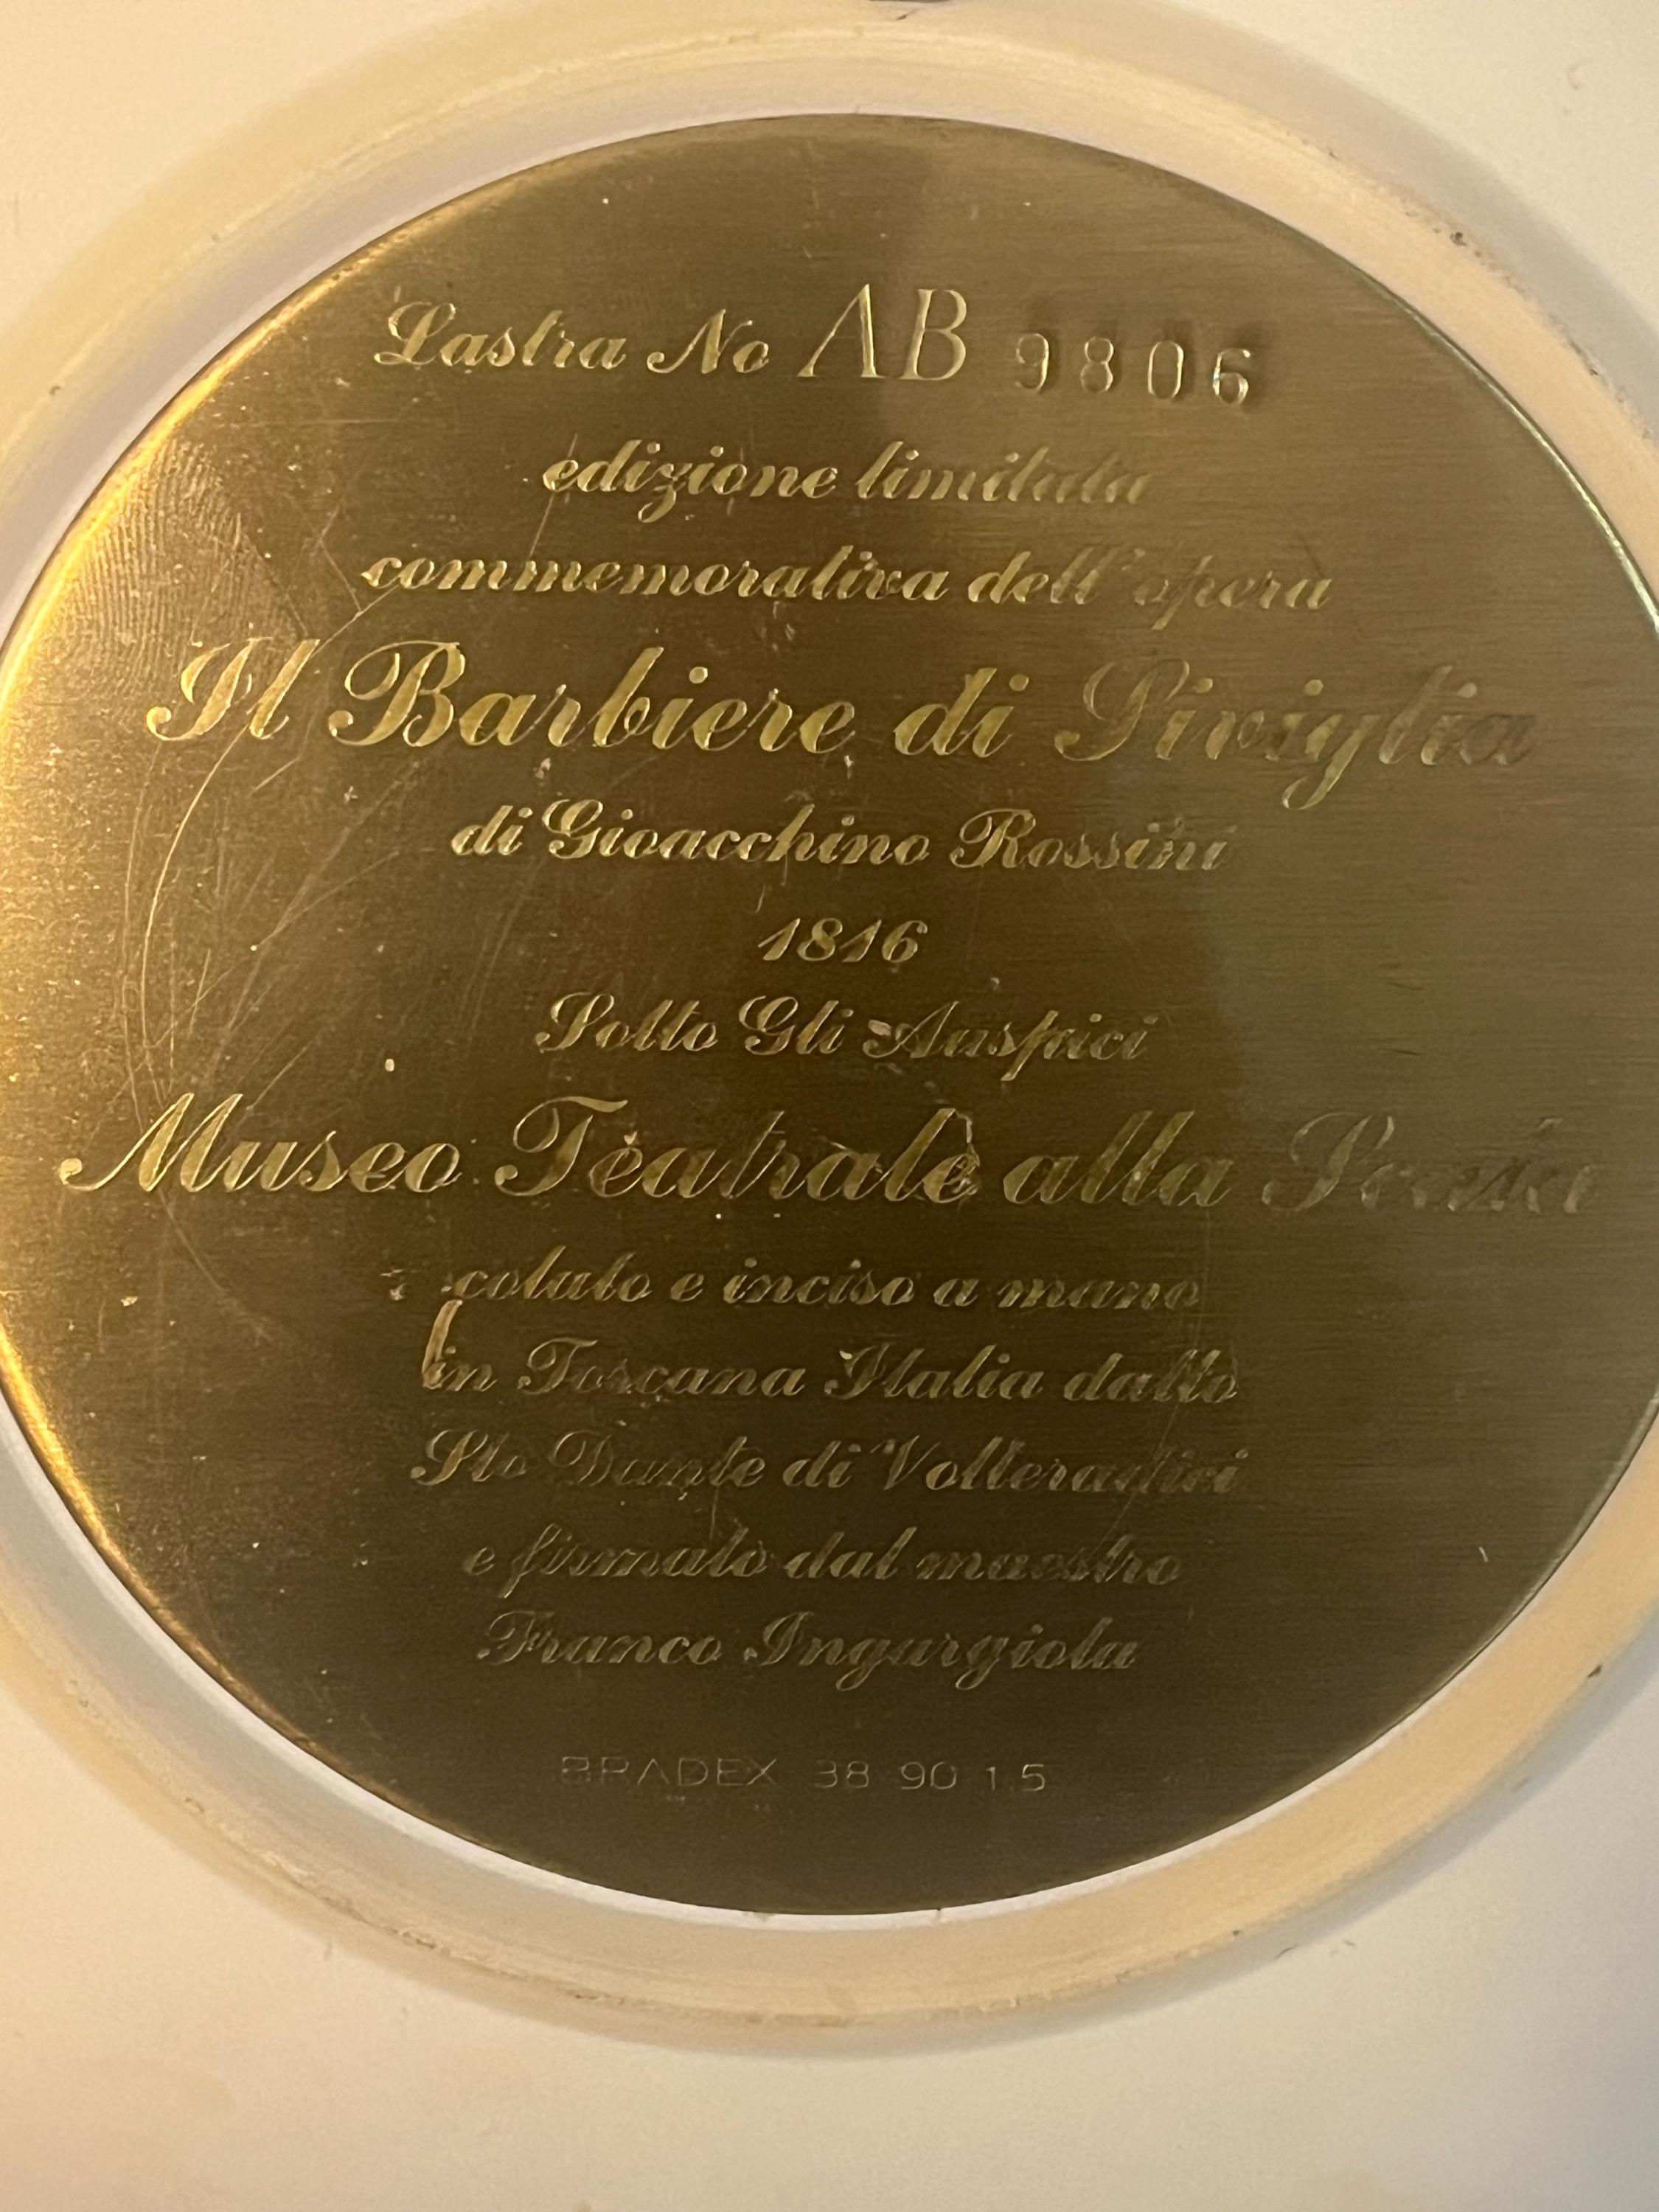 Lastra No AB 9806
edizione limitata
commemorativa dell'opera
Il Barbiere di Siviglia
di Gioacchino Rossini
1816
Sotto Gli Auspici
Museo Teatrale alla Scala
colato e inciso a mano
in Toscana Italia dallo
Sto Dante di Volteradici
e firmato dal maestro
Franco Ingargiola
BRADEX 38 90 1.5